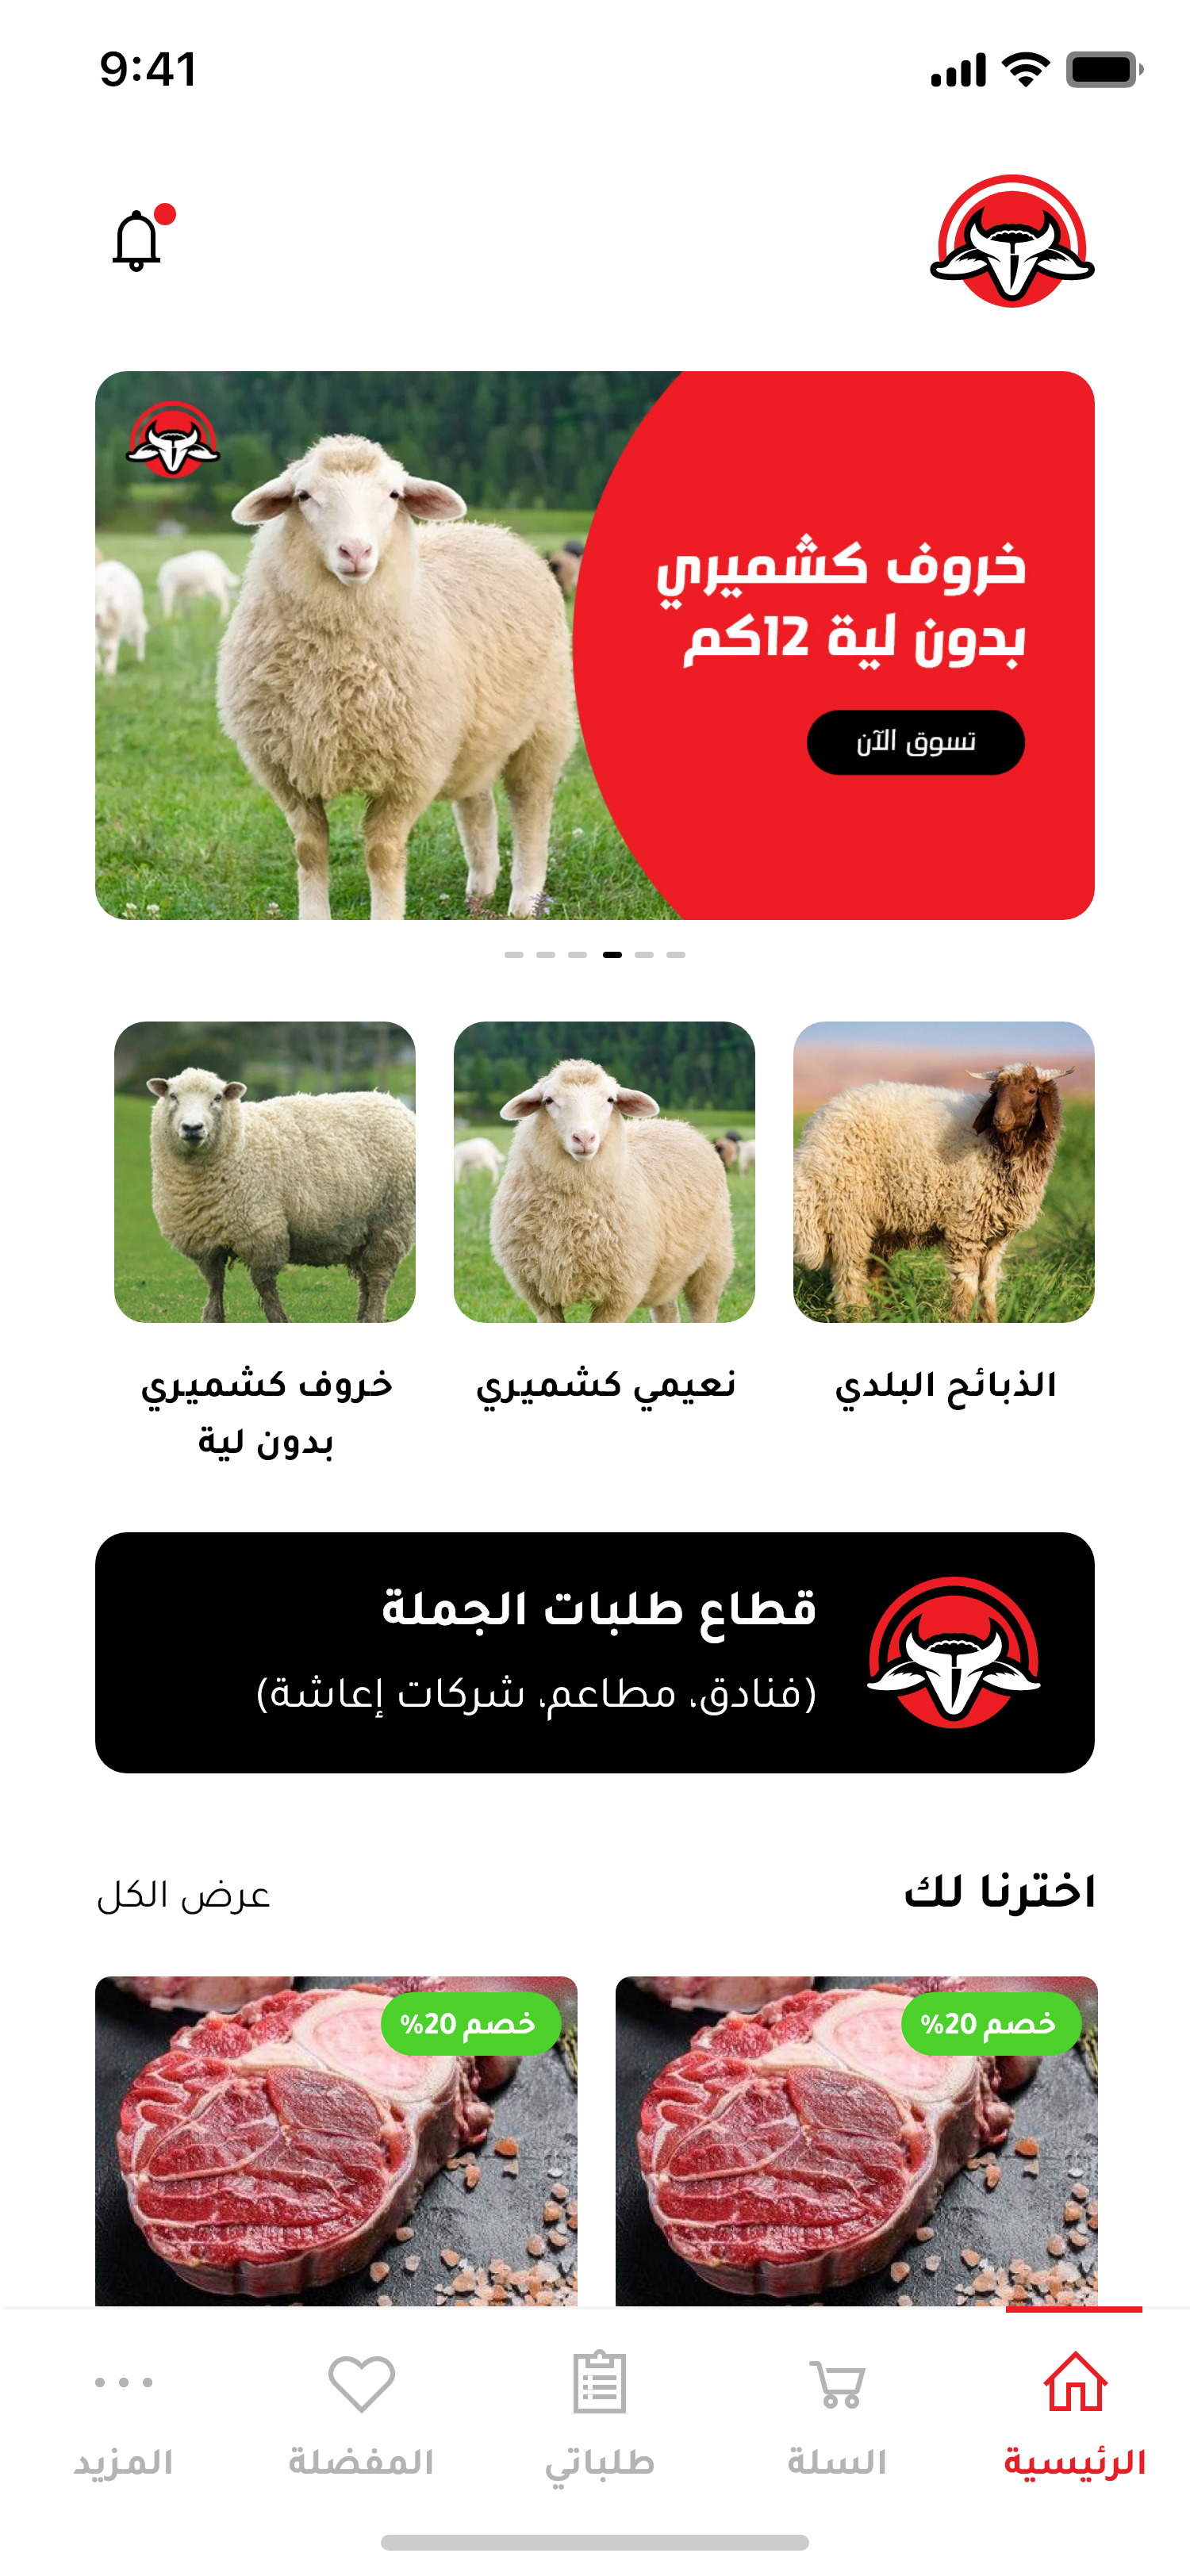 9:41
خروف كشميري
بدون لية 12كم
تسوق الآن
الذبائح البلدي
نعيمي كشميري
خروف كشميري
بدون لية
قطاع طلبات الجملة
(فنادق، مطاعم، شركات إعاشة)
اخترنا لك
عرض الكل
خصم 20%
خصم 20%
الرئيسية
السلة
طلباتي
المفضلة
المزيد